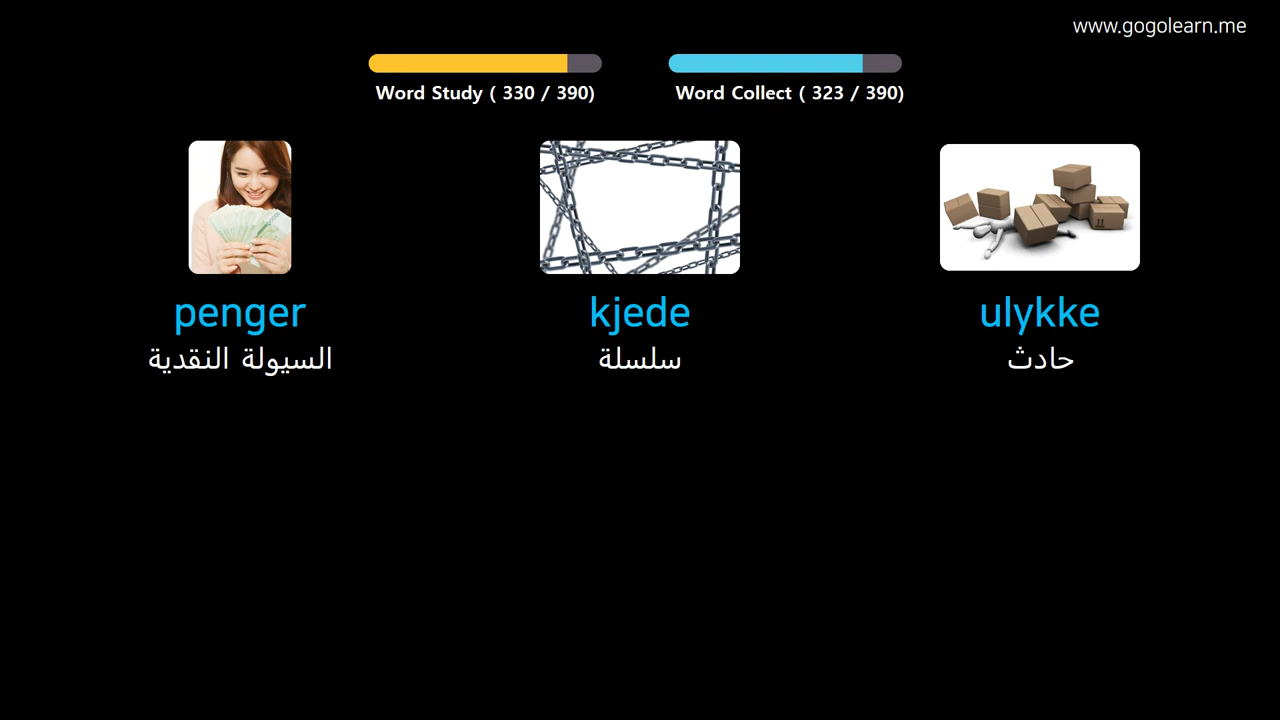 www.gogolearn.me
Word Study ( 330 / 390)
Word Collect ( 323 / 390)
penger
السيولة النقدية
kjede
سلسلة
ulykke
حادث